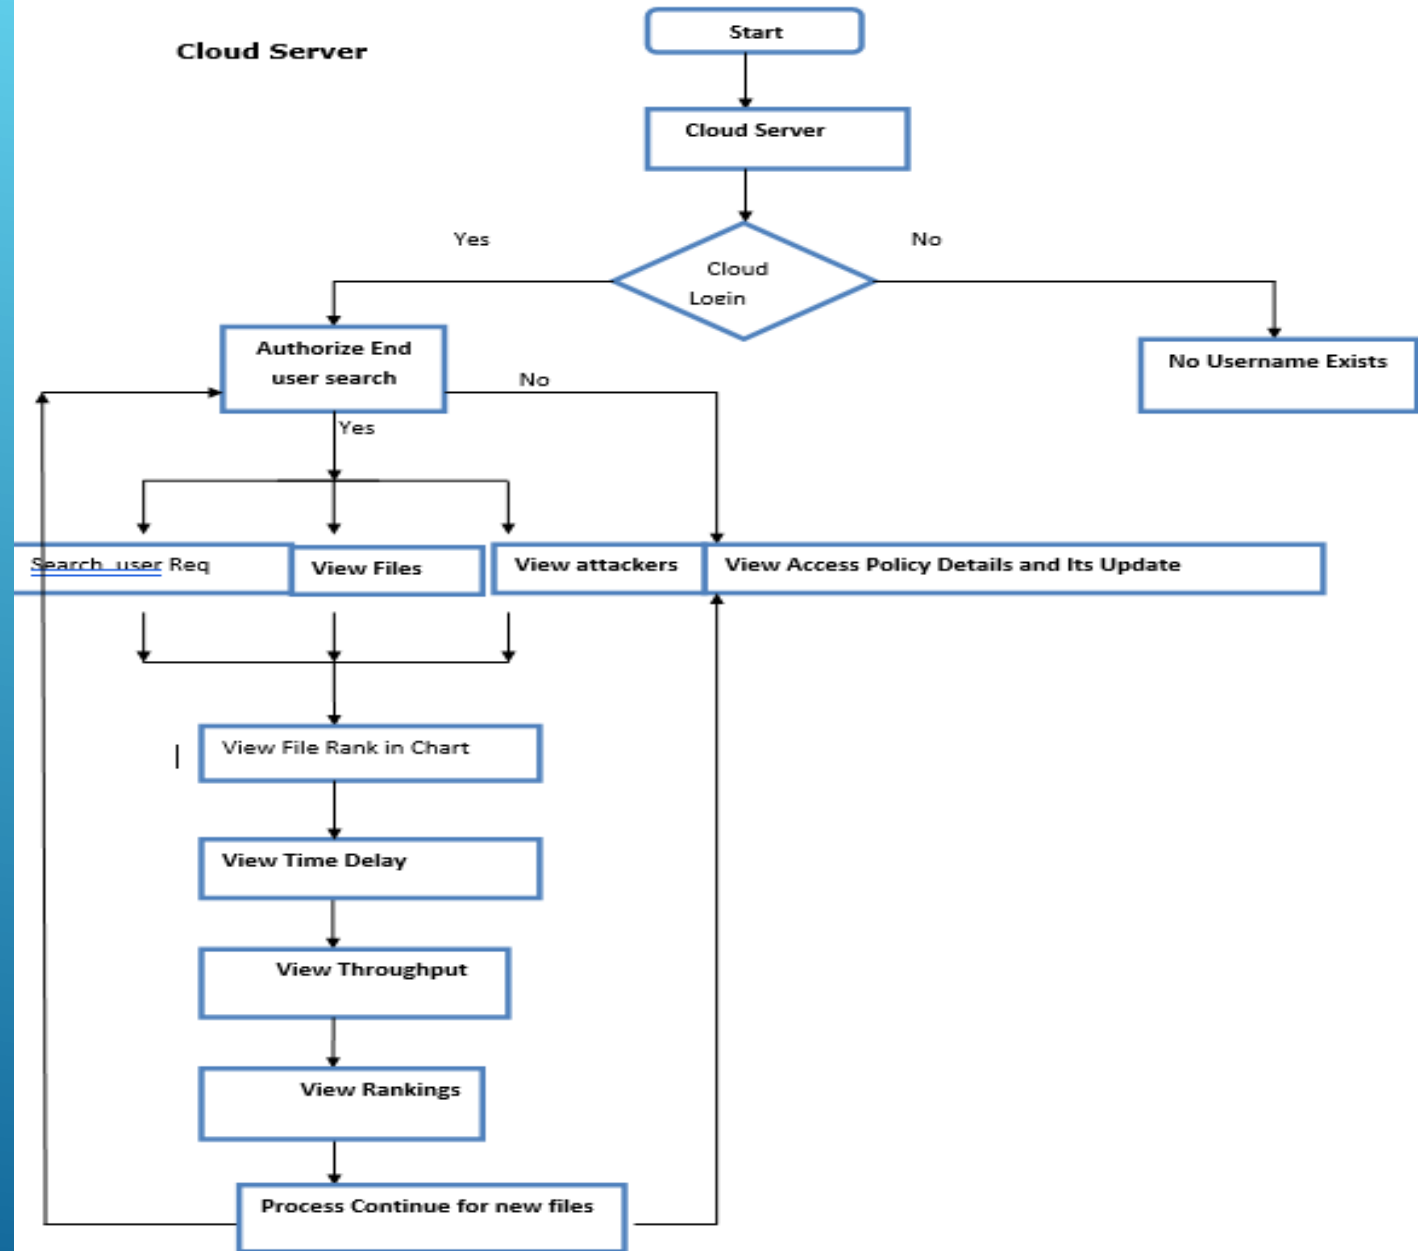 Start
Cloud Server
Cloud Server
Yes
No
Cloud
Login
Authorize End
user search
No Username Exists
No
Yes
Search user Req
View Files
View attackers
View Access Policy Details and Its Update
View File Rank in Chart
View Time Delay
View Throughput
View Rankings
Process Continue for new files